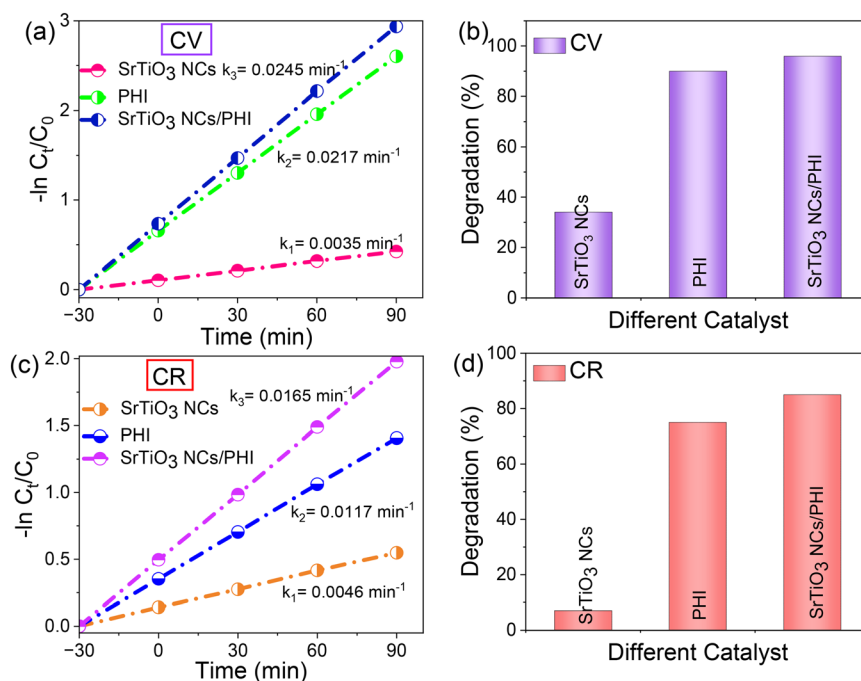 (a)
CV
SrTiO₃ NCs
k₃= 0.0245 min⁻¹
PHI
SrTiO₃ NCs/PHI
k₂= 0.0217 min⁻¹
k₁= 0.0035 min⁻¹
-ln Cₜ/C₀
3
2
1
0
−30
0
30
60
90
Time (min)
(b)
CV
Degradation (%)
100
80
60
40
20
0
SrTiO₃ NCs
PHI
SrTiO₃ NCs/PHI
Different Catalyst
(c)
CR
k₃= 0.0165 min⁻¹
SrTiO₃ NCs
PHI
SrTiO₃ NCs/PHI
k₂= 0.0117 min⁻¹
k₁= 0.0046 min⁻¹
-ln Cₜ/C₀
2.0
1.5
1.0
0.5
0.0
−30
0
30
60
90
Time (min)
(d)
CR
Degradation (%)
100
80
60
40
20
0
SrTiO₃ NCs
PHI
SrTiO₃ NCs/PHI
Different Catalyst